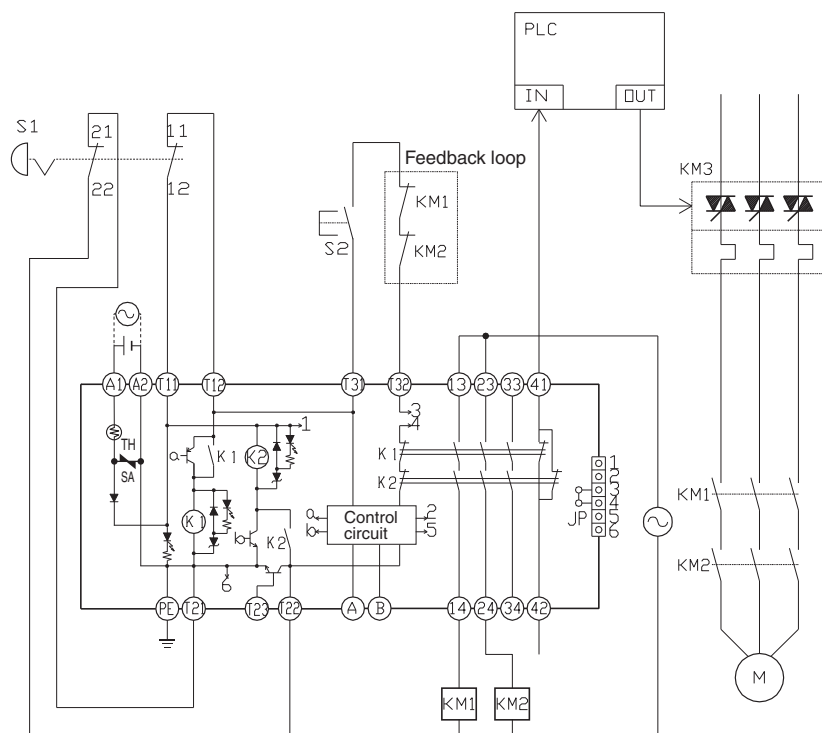 PLC
IN OUT
S1
21 11
22 12
Feedback loop
KM1
S2
KM2
KM3
A1 A2 T11 T12 T31 T32 13 23 33 41
TH
SA
a
K1
K2
1
3
4
K1
K2
K1
b
K2
a
b
Control
circuit
2
5
6
1
2
3
4
5
6
JP
KM1
KM2
PE T21 T23 T22 A B 14 24 34 42
KM1 KM2
M